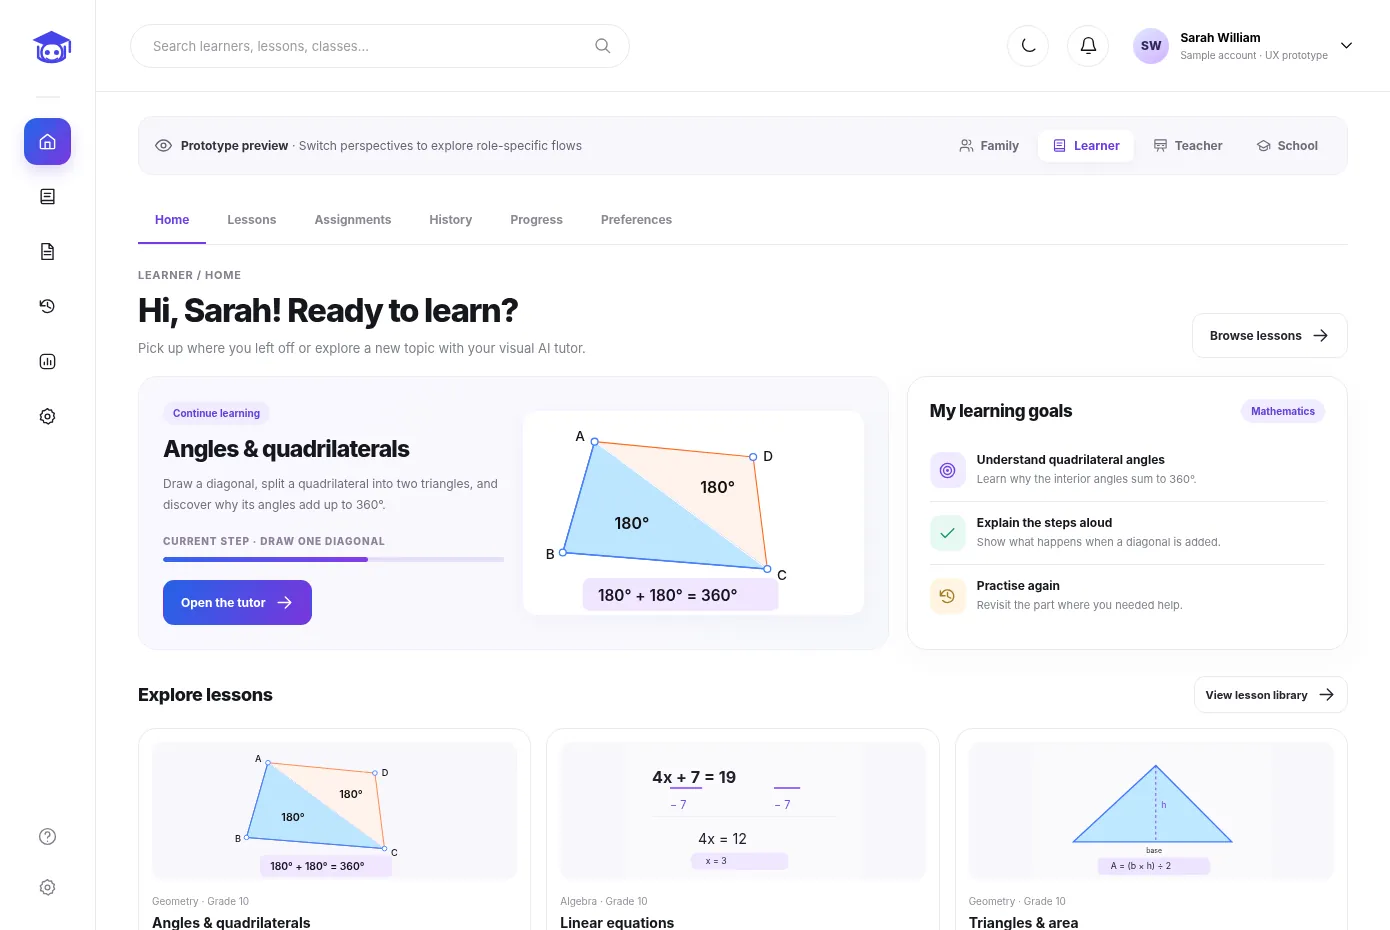 Search learners, lessons, classes...
SW
Sarah William
Sample account · UX prototype
Prototype preview · Switch perspectives to explore role-specific flows
Family
Learner
Teacher
School
Home
Lessons
Assignments
History
Progress
Preferences
LEARNER / HOME
Hi, Sarah! Ready to learn?
Pick up where you left off or explore a new topic with your visual AI tutor.
Browse lessons
Continue learning
Angles & quadrilaterals
Draw a diagonal, split a quadrilateral into two triangles, and
discover why its angles add up to 360°.
CURRENT STEP · DRAW ONE DIAGONAL
Open the tutor
A
D
180°
180°
B
C
180° + 180° = 360°
My learning goals
Mathematics
Understand quadrilateral angles
Learn why the interior angles sum to 360°.
Explain the steps aloud
Show what happens when a diagonal is added.
Practise again
Revisit the part where you needed help.
Explore lessons
View lesson library
A
D
180°
180°
B
C
180° + 180° = 360°
Geometry · Grade 10
Angles & quadrilaterals
4x + 7 = 19
− 7
− 7
4x = 12
x = 3
Algebra · Grade 10
Linear equations
h
base
A = (b × h) ÷ 2
Geometry · Grade 10
Triangles & area